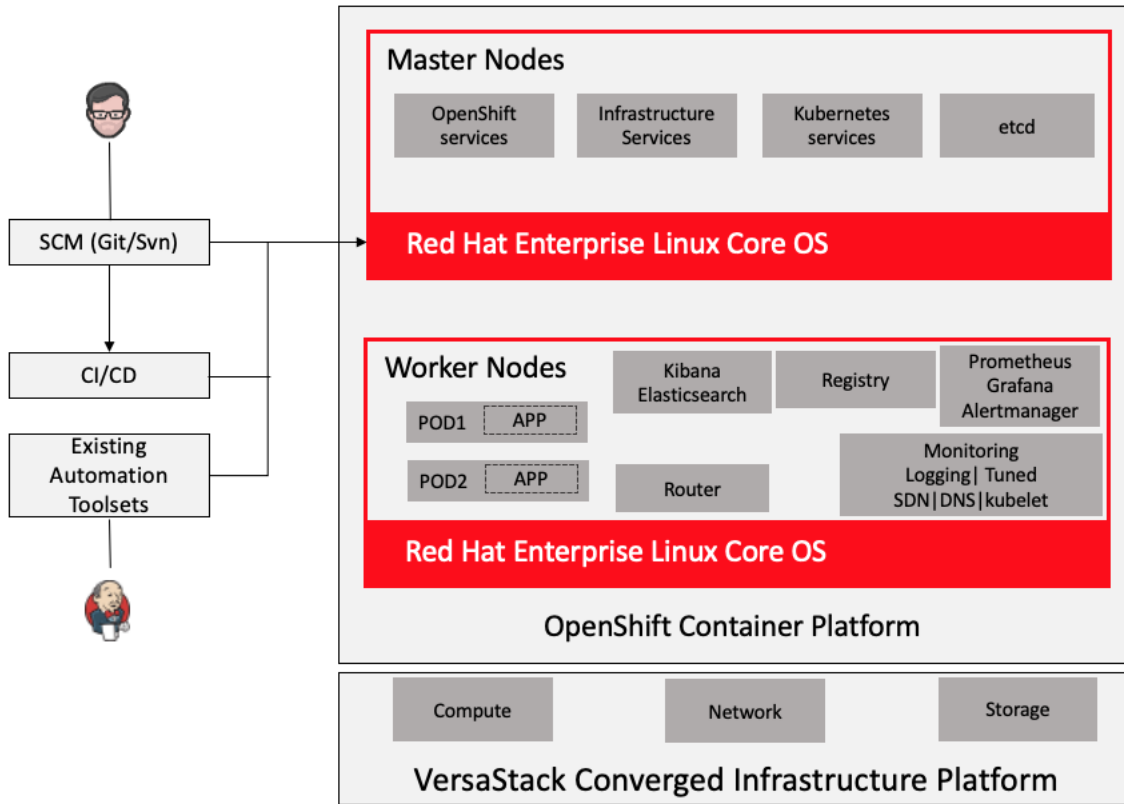 Master Nodes
OpenShift
services
Infrastructure
Services
Kubernetes
services
etcd
Red Hat Enterprise Linux Core OS
SCM (Git/Svn)
CI/CD
Existing
Automation
Toolsets
Worker Nodes
POD1
APP
POD2
APP
Kibana
Elasticsearch
Registry
Prometheus
Grafana
Alertmanager
Router
Monitoring
Logging| Tuned
SDN|DNS|kubelet
Red Hat Enterprise Linux Core OS
OpenShift Container Platform
Compute
Network
Storage
VersaStack Converged Infrastructure Platform